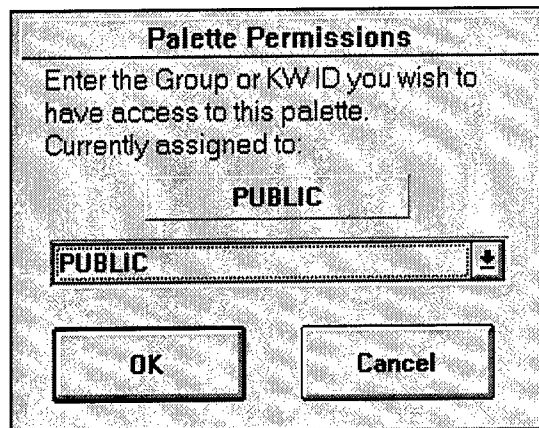 Palette Permissions
Enter the Group or KW ID you wish to
have access to this palette.
Currently assigned to:
PUBLIC
PUBLIC
OK
Cancel